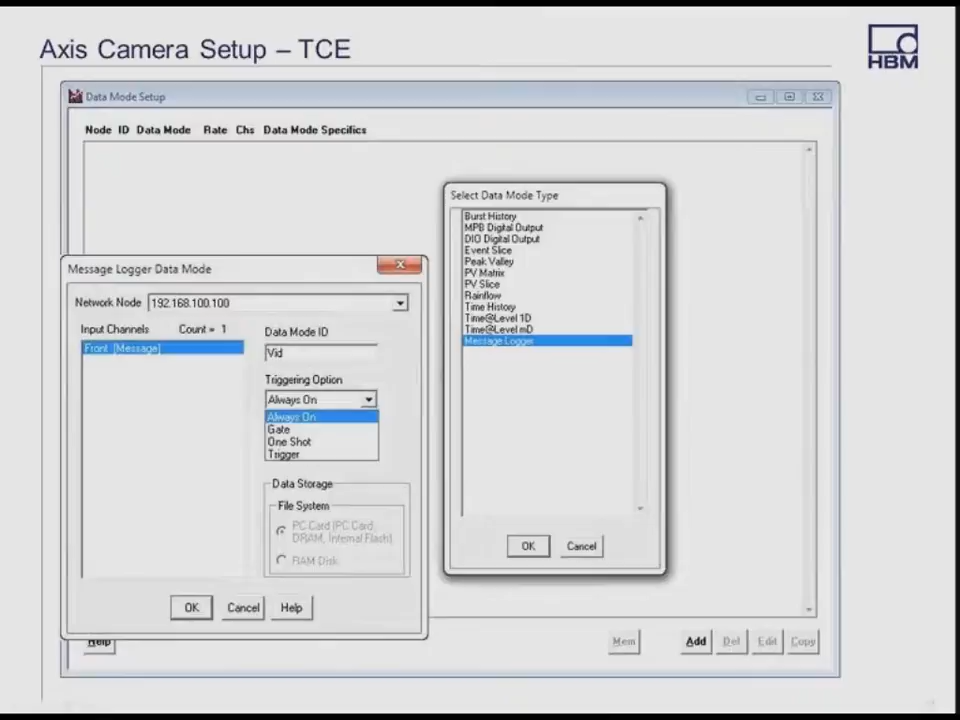 Axis Camera Setup – TCE
HBM
Data Mode Setup
Node ID Data Mode Rate Chs Data Mode Specifics
Select Data Mode Type
Burst History
MPB Digital Output
DIO Digital Output
Event Slice
Peak Valley
PV Matrix
PV Slice
Rainflow
Time History
Time@Level 1D
Time@Level mD
Message Logger
OK Cancel
Message Logger Data Mode
Network Node 192.168.100.100
Input Channels Count = 1
Front [Message]
Data Mode ID
Vid
Triggering Option
Always On
Always On
Gate
One Shot
Trigger
Data Storage
File System
PC Card (PC Card,
DRAM, Internal Flash)
RAM Disk
OK Cancel Help
Help
Mem Add Del Edit Copy